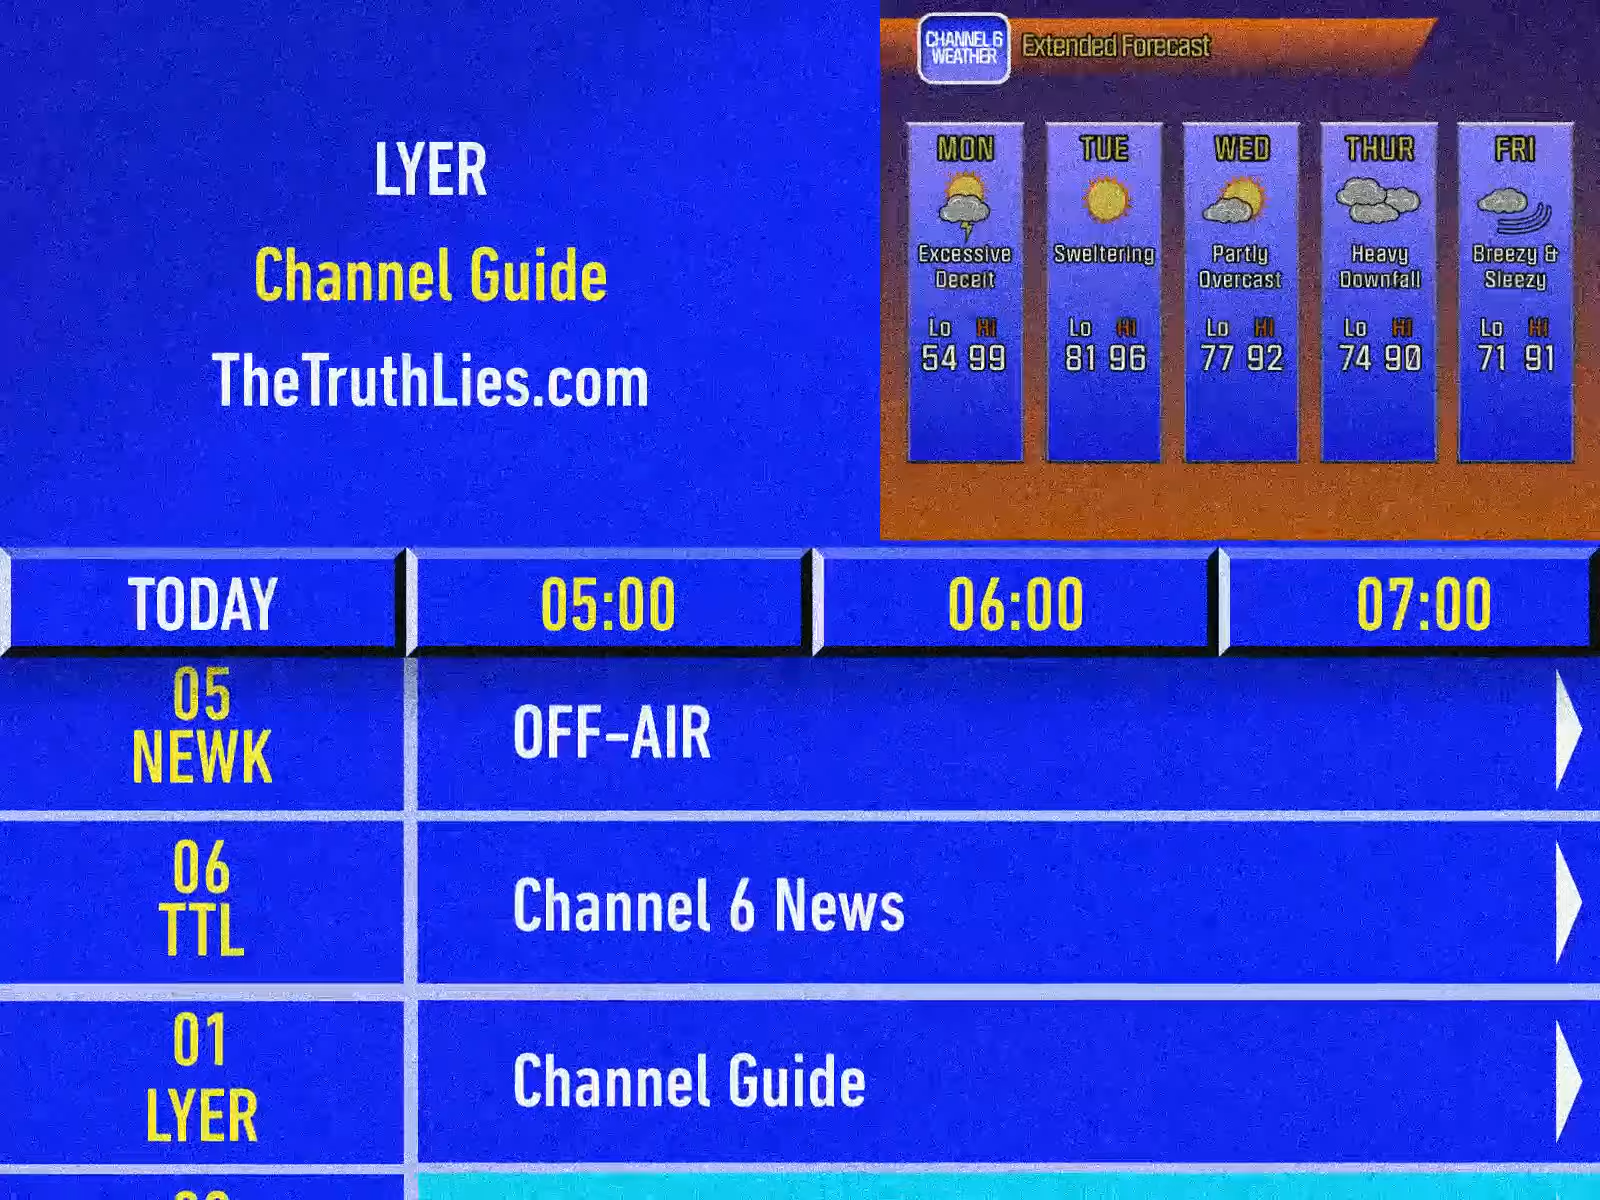 LYER
Channel Guide
TheTruthLies.com
CHANNEL 6
WEATHER
Extended Forecast
MON
Excessive
Deceit
Lo Hi
54 99
TUE
Sweltering
Lo Hi
81 96
WED
Partly
Overcast
Lo Hi
77 92
THUR
Heavy
Downfall
Lo Hi
74 90
FRI
Breezy &
Sleezy
Lo Hi
71 91
TODAY 05:00 06:00 07:00
05
NEWK
OFF-AIR
06
TTL
Channel 6 News
01
LYER
Channel Guide